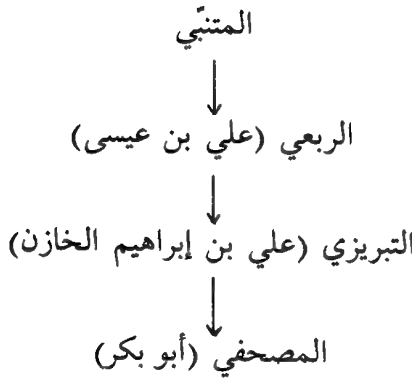 المتنبّي
الربعي (علي بن عيسى)
التبريزي (علي بن إبراهيم الخازن)
المصحفي (أبو بكر)